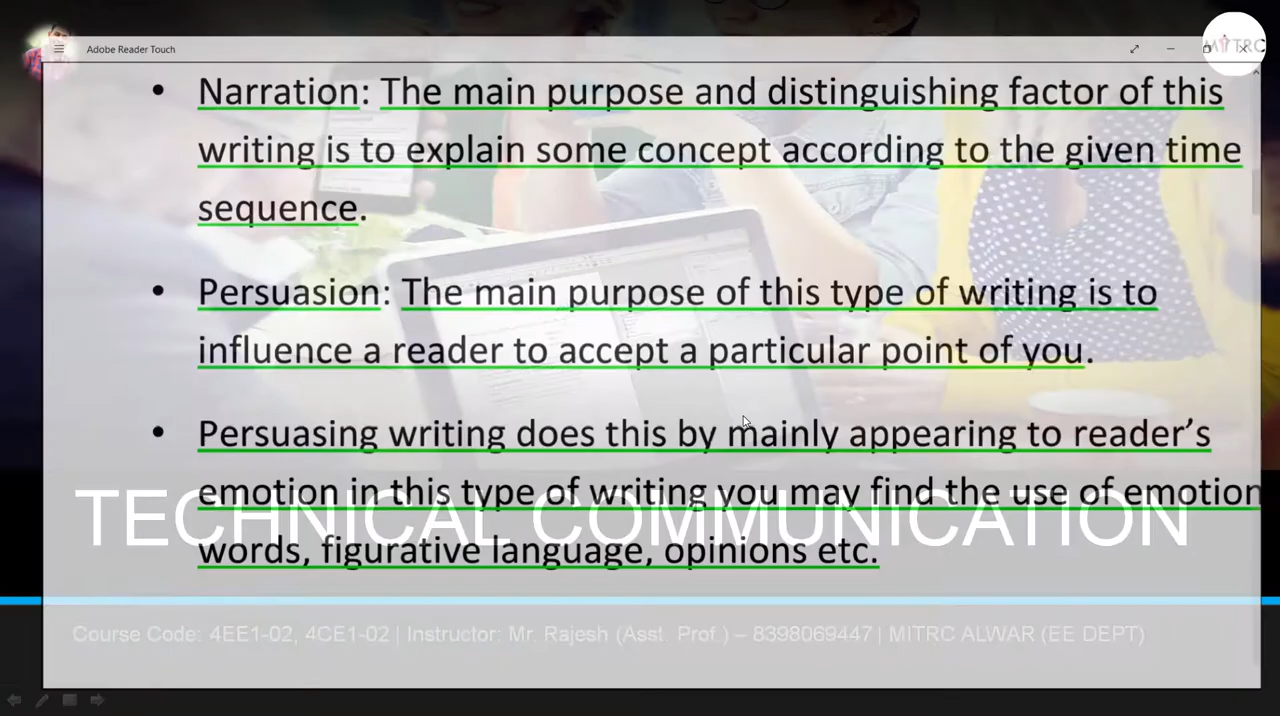 Adobe Reader Touch
MITRC
• Narration: The main purpose and distinguishing factor of this
writing is to explain some concept according to the given time
sequence.
• Persuasion: The main purpose of this type of writing is to
influence a reader to accept a particular point of you.
• Persuasing writing does this by mainly appearing to reader’s
emotion in this type of writing you may find the use of emotion
words, figurative language, opinions etc.
TECHNICAL COMMUNICATION
Course Code: 4EE1-02, 4CE1-02 | Instructor: Mr. Rajesh (Asst. Prof.) – 8398069447 | MITRC ALWAR (EE DEPT)